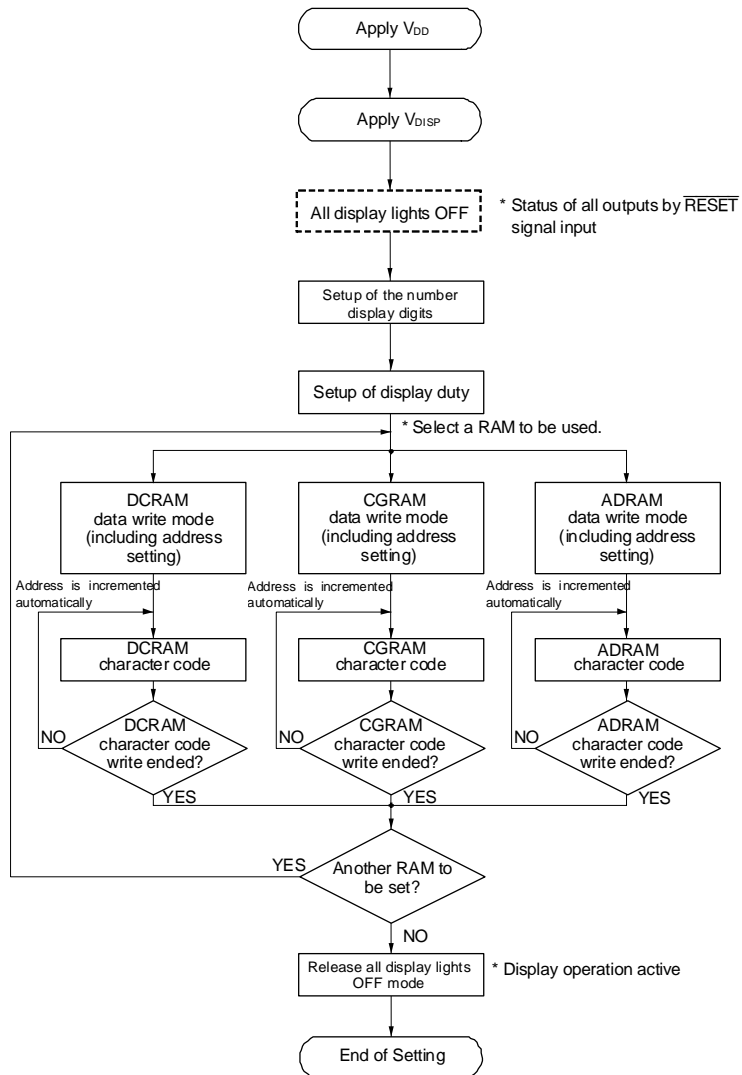 Apply VDD
Apply VDISP
All display lights OFF
* Status of all outputs by RESET
signal input
Setup of the number
display digits
Setup of display duty
* Select a RAM to be used.
DCRAM
data write mode
(including address
setting)
CGRAM
data write mode
(including address
setting)
ADRAM
data write mode
(including address
setting)
Address is incremented
automatically
Address is incremented
automatically
Address is incremented
automatically
DCRAM
character code
CGRAM
character code
ADRAM
character code
NO
DCRAM
character code
write ended?
YES
NO
CGRAM
character code
write ended?
YES
NO
ADRAM
character code
write ended?
YES
YES
Another RAM to
be set?
NO
Release all display lights
OFF mode
* Display operation active
End of Setting